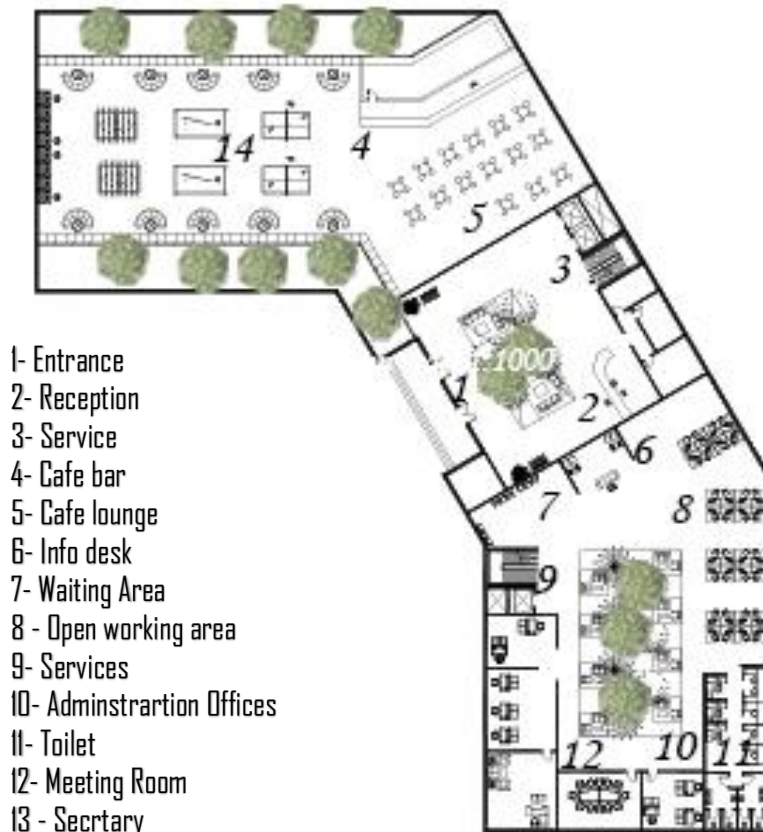 14
4
5
3
1:1000
1
2
6
7
8
9
12
10
11
1- Entrance
2- Reception
3- Service
4- Cafe bar
5- Cafe lounge
6- Info desk
7- Waiting Area
8 - Open working area
9- Services
10- Adminstrartion Offices
11- Toilet
12- Meeting Room
13 - Secrtary